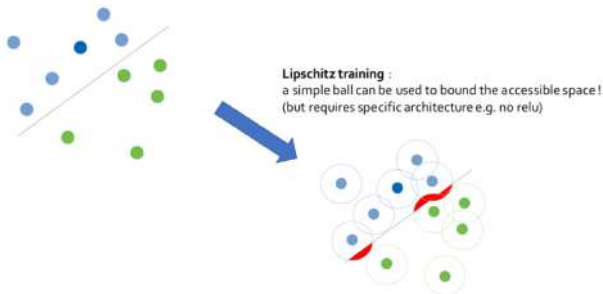 Lipschitz training :
a simple ball can be used to bound the accessible space !
(but requires specific architecture e.g. no relu)